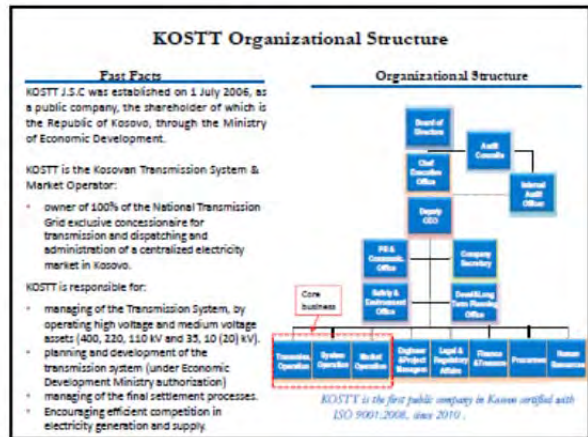 KOSTT Organizational Structure
Fast Facts
KOSTT J.S.C was established on 1 July 2006, as
a public company, the shareholder of which is
the Republic of Kosovo, through the Ministry
of Economic Development.
KOSTT is the Kosovan Transmission System &
Market Operator:
• owner of 100% of the National Transmission
Grid exclusive concessionaire for
transmission and dispatching and
administration of a centralized electricity
market in Kosovo.
KOSTT is responsible for:
• managing of the Transmission System, by
operating high voltage and medium voltage
assets (400, 220, 110 kV and 35, 10 (20) kV).
• planning and development of the
transmission system (under Economic
Development Ministry authorization)
• managing of the final settlement processes.
• Encouraging efficient competition in
electricity generation and supply.
Organizational Structure
Board of
Directors
Audit
Chief
Executive
Office
Internal
Audit
Officer
Deputy
CEO
PR &
Communic.
Office
Company
Secretary
Safety &
Environment
Office
Devel&Long
Term Planning
Office
Core
business
Operation
System
Operation
Market
Operation
Engineer
&Project
Legal &
Regulatory
Affairs
Finance
Human
Resources
KOSTT is the first public company in Kosovo certified with
ISO 9001:2008, since 2010 .